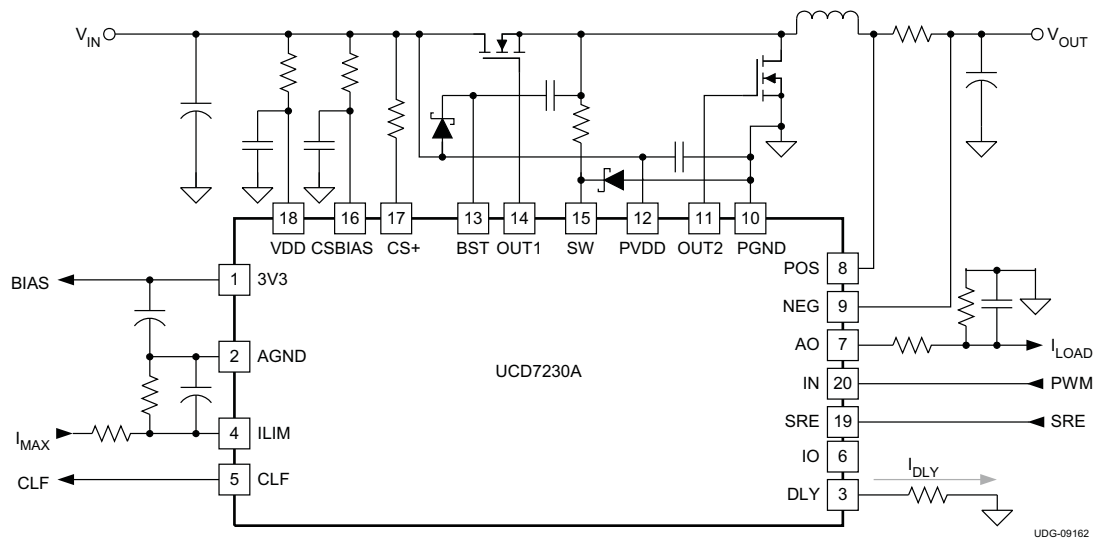 VIN
VOUT
18
16
17
13
14
15
12
11
10
VDD
CSBIAS
CS+
BST
OUT1
SW
PVDD
OUT2
PGND
BIAS
1
3V3
2
AGND
IMAX
4
ILIM
CLF
5
CLF
UCD7230A
POS
8
NEG
9
AO
7
ILOAD
IN
20
PWM
SRE
19
SRE
IO
6
IDLY
DLY
3
UDG-09162